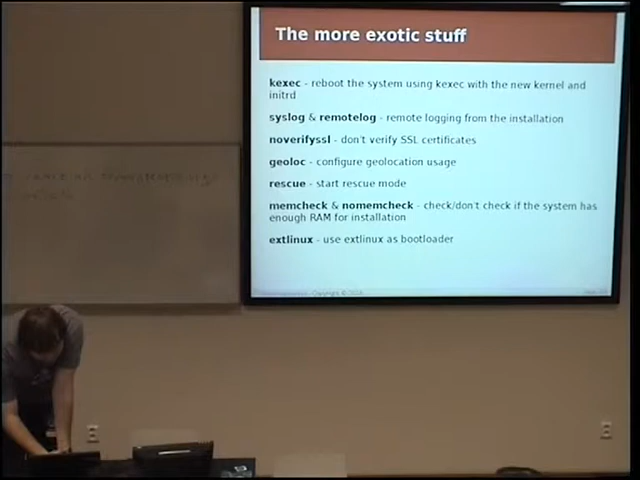 The more exotic stuff
kexec - reboot the system using kexec with the new kernel and
initrd
syslog & remotelog - remote logging from the installation
noverifyssl - don't verify SSL certificates
geoloc - configure geolocation usage
rescue - start rescue mode
memcheck & nomemcheck - check/don't check if the system has
enough RAM for installation
extlinux - use extlinux as bootloader